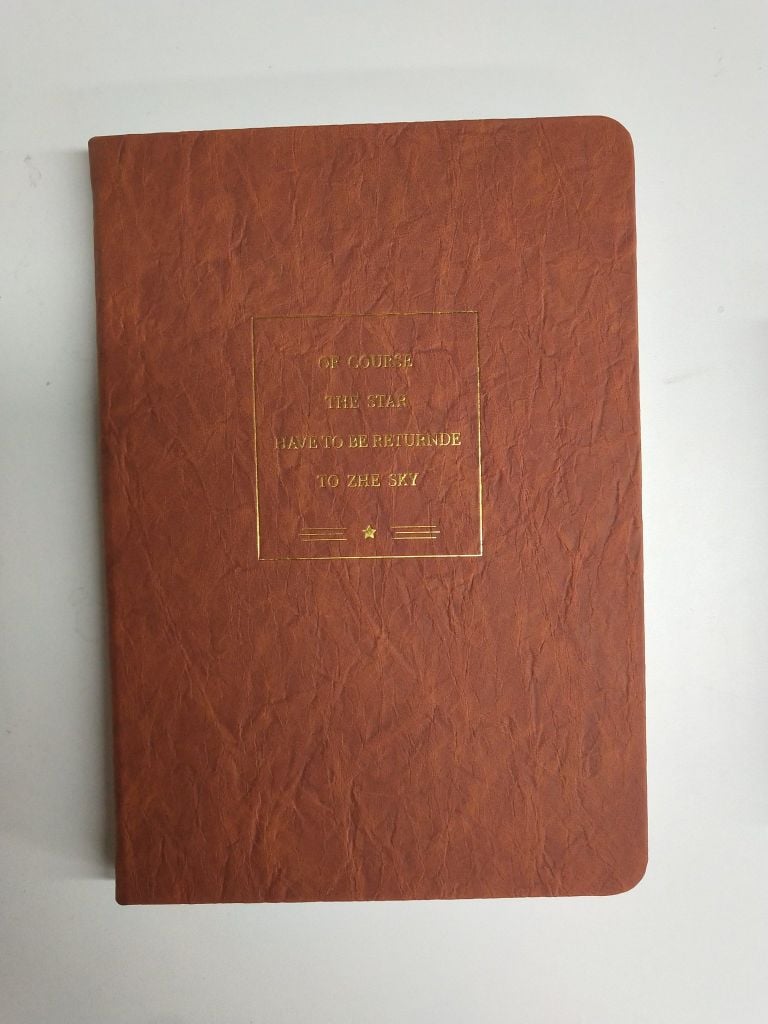 OF COURSE
THE STAR
HAVE TO BE RETURNDE
TO ZHE SKY